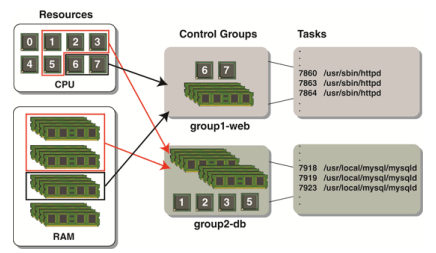 Resources
Control Groups
Tasks
0 1 2 3
4 5 6 7
CPU
RAM
6 7
group1-web
1 2 3 5
group2-db
.
.
7860 /usr/sbin/httpd
7863 /usr/sbin/httpd
7864 /usr/sbin/httpd
.
.
.
.
.
7918 /usr/local/mysql/mysqld
7919 /usr/local/mysql/mysqld
7923 /usr/local/mysql/mysqld
.
.